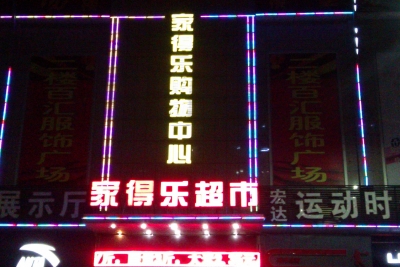 家得乐购物中心
二楼百汇服饰广场
二楼百汇服饰广场
家得乐超市
展示厅
宏达
运动时